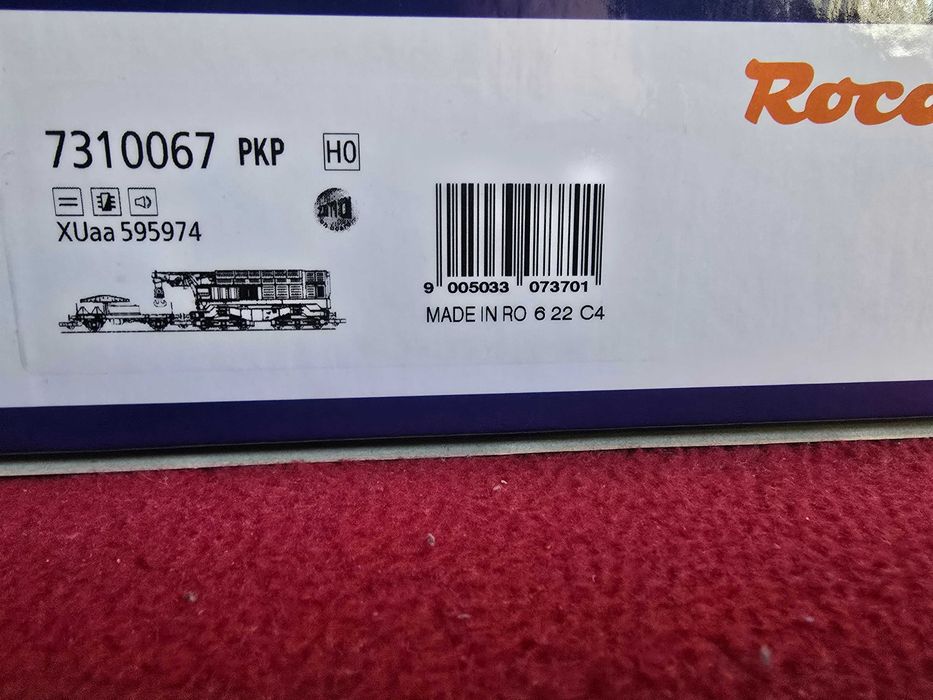 Roco
7310067 PKP H0
XUaa 595974
9 005033 073701
MADE IN RO 6 22 C4